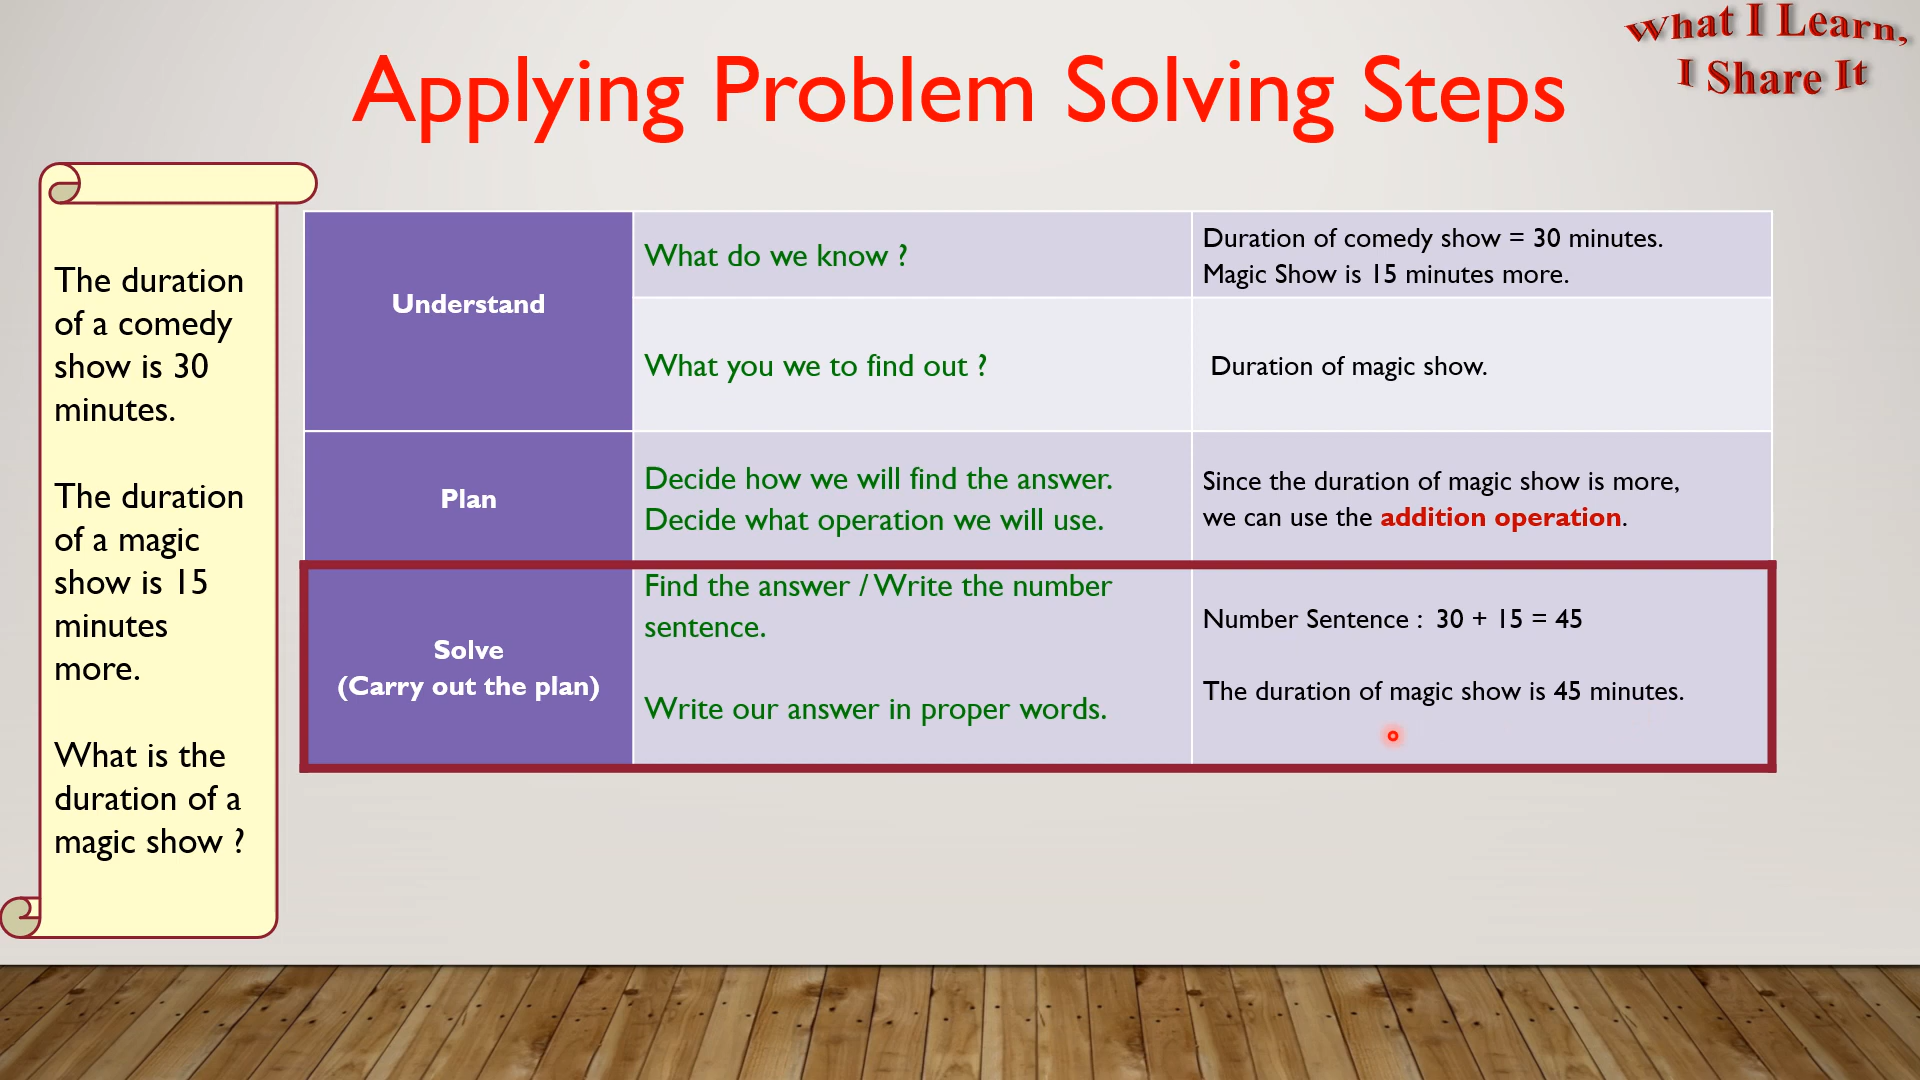 What I Learn,
I Share It
Applying Problem Solving Steps
The duration
of a comedy
show is 30
minutes.
The duration
of a magic
show is 15
minutes
more.
What is the
duration of a
magic show ?
Understand
What do we know ?
Duration of comedy show = 30 minutes.
Magic Show is 15 minutes more.
What you we to find out ?
Duration of magic show.
Plan
Decide how we will find the answer.
Decide what operation we will use.
Since the duration of magic show is more,
we can use the addition operation.
Solve
(Carry out the plan)
Find the answer / Write the number
sentence.
Write our answer in proper words.
Number Sentence : 30 + 15 = 45
The duration of magic show is 45 minutes.